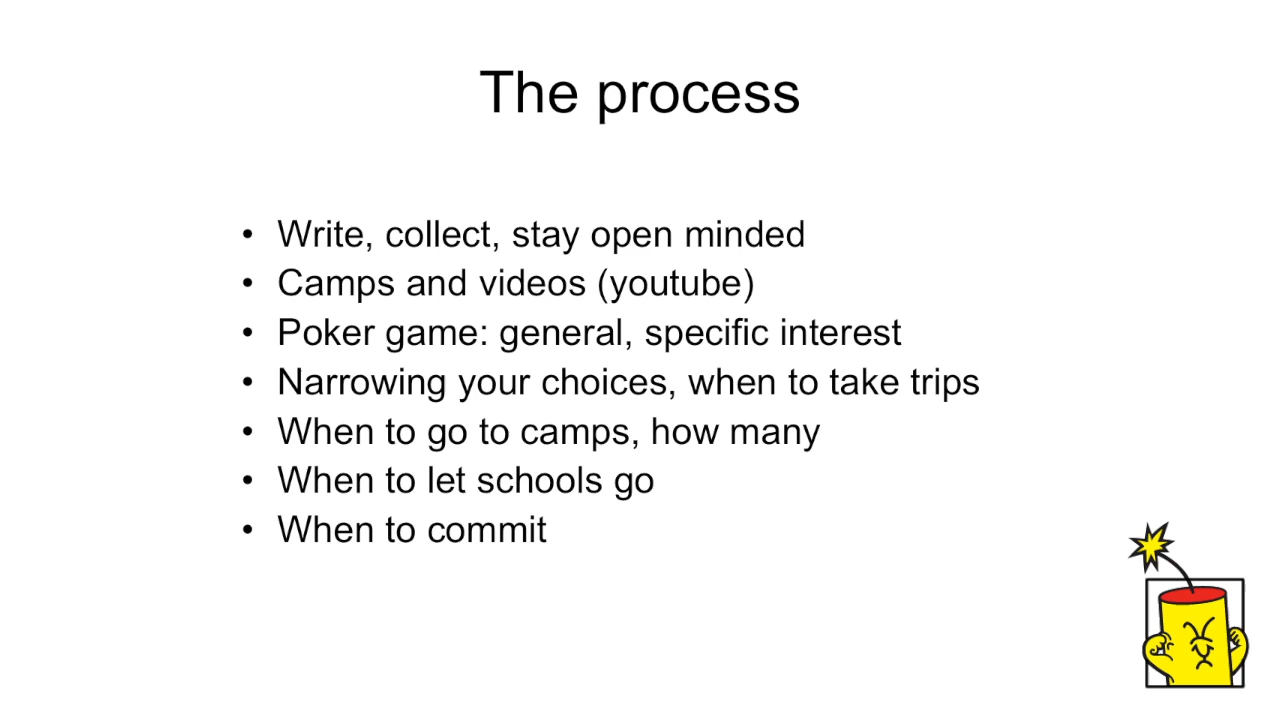 The process
• Write, collect, stay open minded
• Camps and videos (youtube)
• Poker game: general, specific interest
• Narrowing your choices, when to take trips
• When to go to camps, how many
• When to let schools go
• When to commit